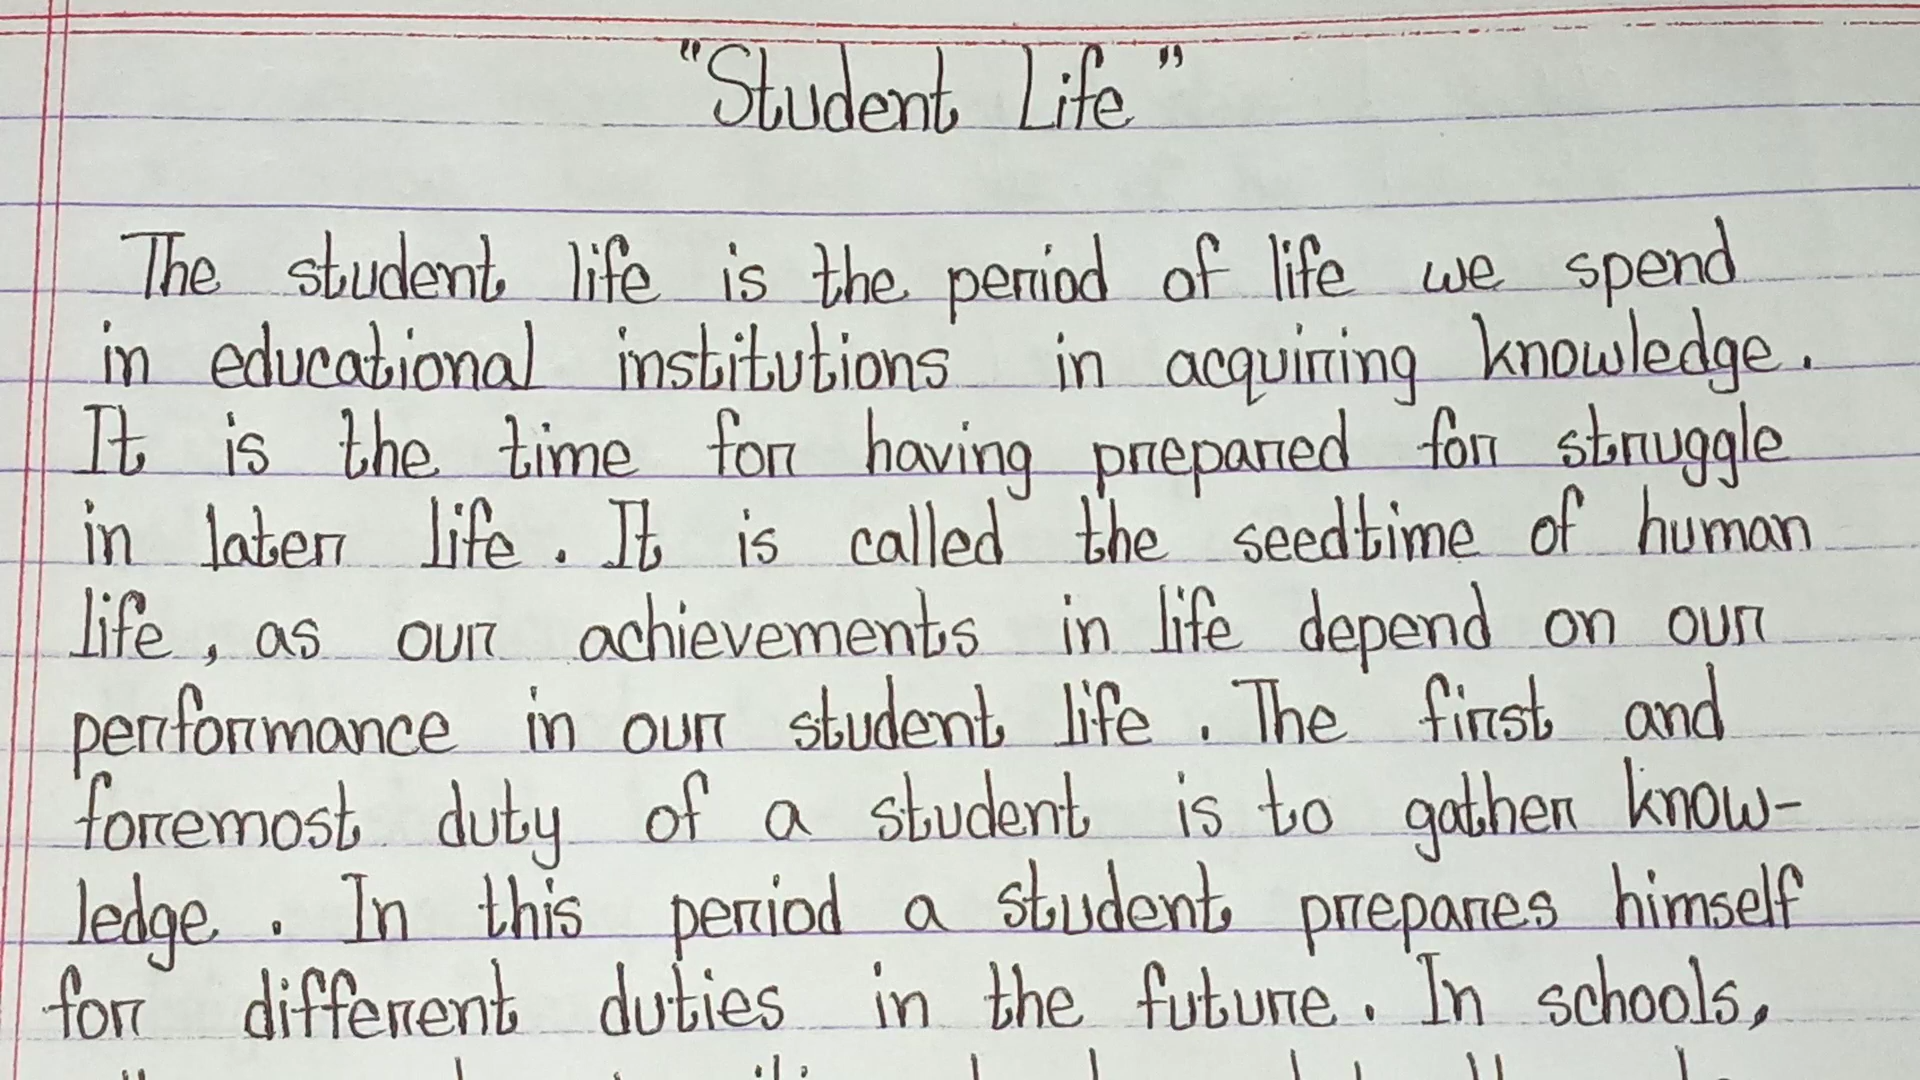 "Student Life"
The student life is the period of life we spend
in educational institutions in acquiring knowledge.
It is the time for having prepared for struggle
in later life. It is called the seedtime of human
life, as our achievements in life depend on our
performance in our student life. The first and
foremost duty of a student is to gather know-
ledge. In this period a student prepares himself
for different duties in the future. In schools,